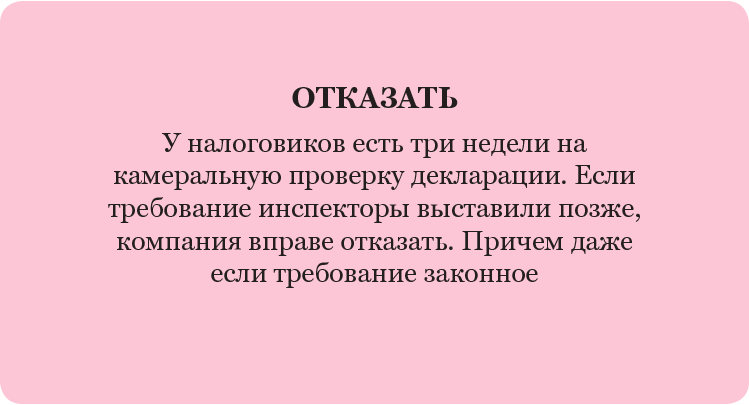 ОТКАЗАТЬ
У налоговиков есть три недели на
камеральную проверку декларации. Если
требование инспекторы выставили позже,
компания вправе отказать. Причем даже
если требование законное